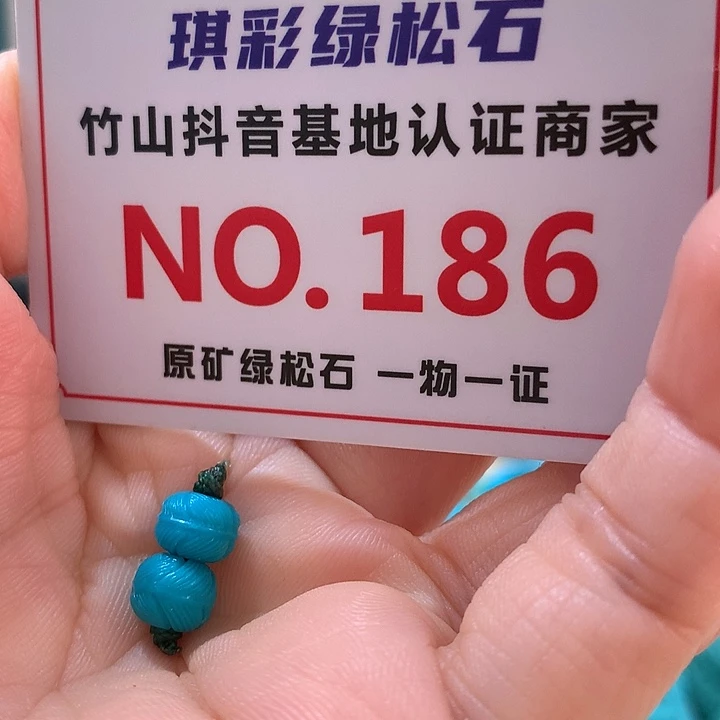 琪彩绿松石
竹山抖音基地认证商家
NO.186
原矿绿松石 一物一证